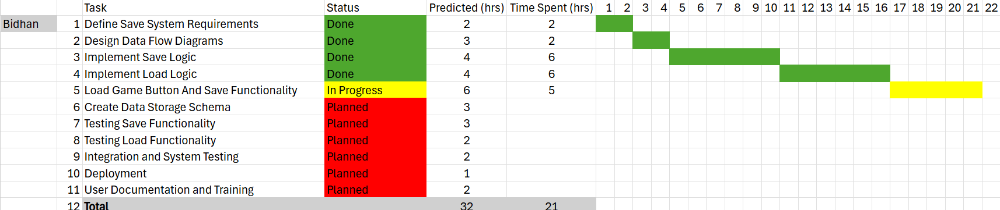 Task Status Predicted (hrs) Time Spent (hrs) 1 2 3 4 5 6 7 8 9 10 11 12 13 14 15 16 17 18 19 20 21 22
Bidhan 1 Define Save System Requirements Done 2 2
2 Design Data Flow Diagrams Done 3 2
3 Implement Save Logic Done 4 6
4 Implement Load Logic Done 4 6
5 Load Game Button And Save Functionality In Progress 6 5
6 Create Data Storage Schema Planned 3
7 Testing Save Functionality Planned 3
8 Testing Load Functionality Planned 2
9 Integration and System Testing Planned 2
10 Deployment Planned 1
11 User Documentation and Training Planned 2
12 Total 32 21